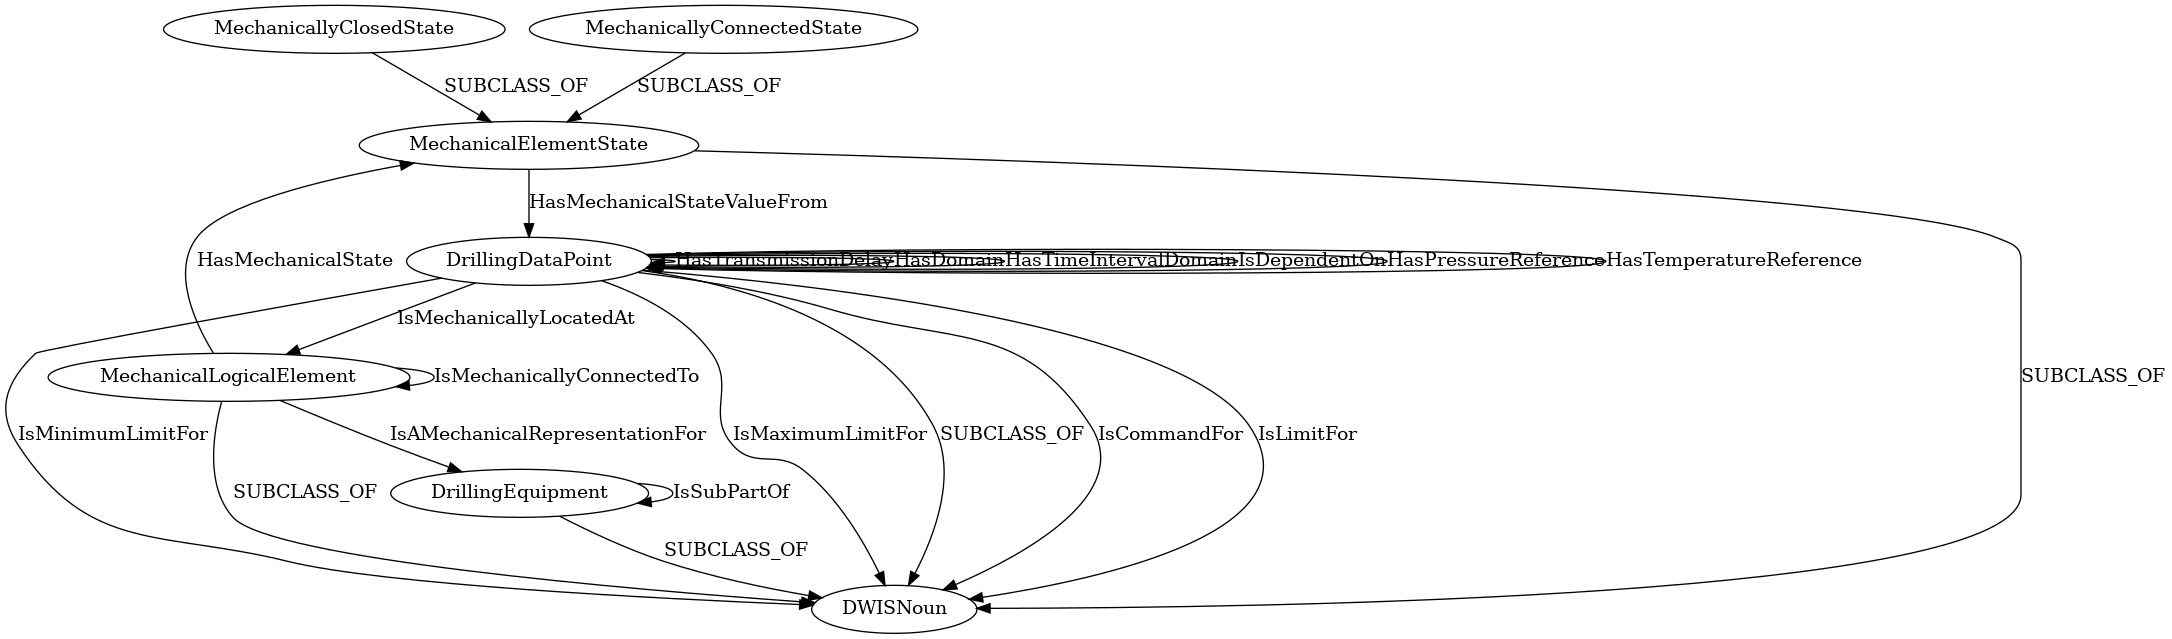 MechanicallyClosedState
MechanicallyConnectedState
SUBCLASS_OF
SUBCLASS_OF
MechanicalElementState
HasMechanicalStateValueFrom
HasMechanicalState
DrillingDataPoint
HasTransmissionDelay
HasDomain
HasTimeIntervalDomain
IsDependentOn
HasPressureReference
HasTemperatureReference
IsMechanicallyLocatedAt
MechanicalLogicalElement
IsMechanicallyConnectedTo
SUBCLASS_OF
IsMinimumLimitFor
IsAMechanicalRepresentationFor
IsMaximumLimitFor
SUBCLASS_OF
IsCommandFor
IsLimitFor
SUBCLASS_OF
DrillingEquipment
IsSubPartOf
SUBCLASS_OF
DWISNoun